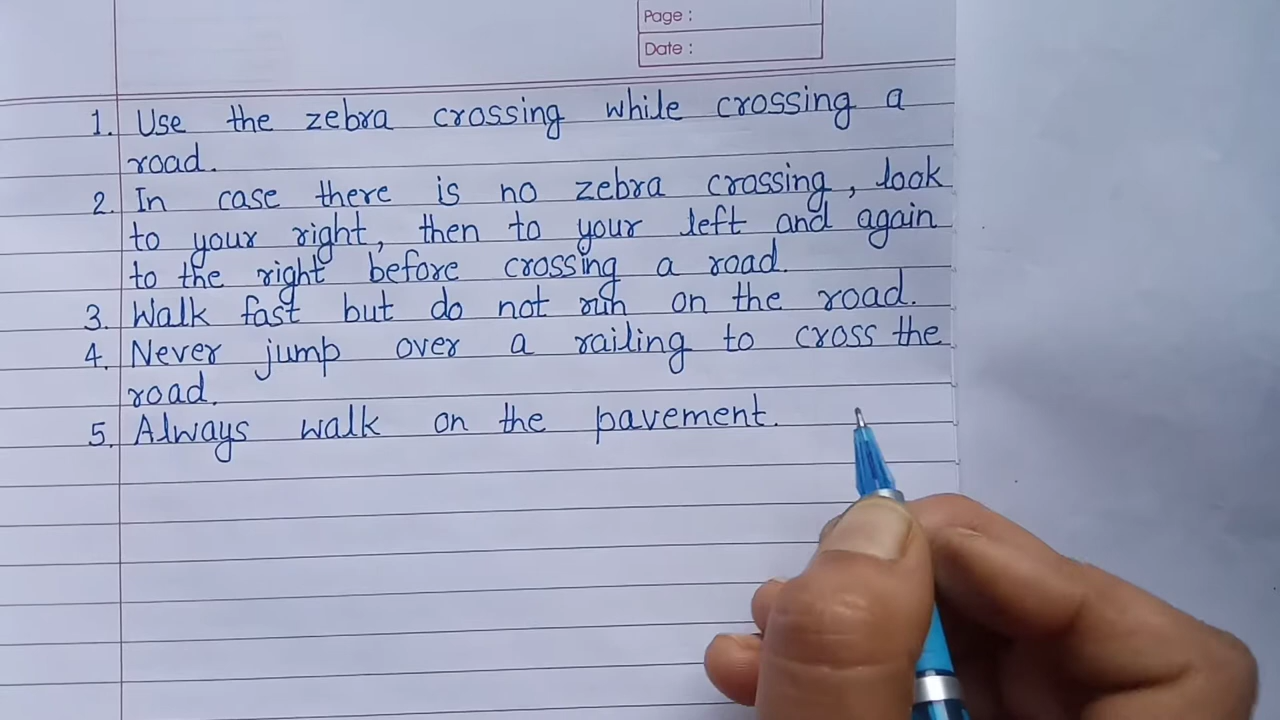 Page :
Date :
1. Use the zebra crossing while crossing a
road.
2. In case there is no zebra crossing, look
to your right, then to your left and again
to the right before crossing a road.
3. Walk fast but do not run on the road.
4. Never jump over a railing to cross the
road.
5. Always walk on the pavement.